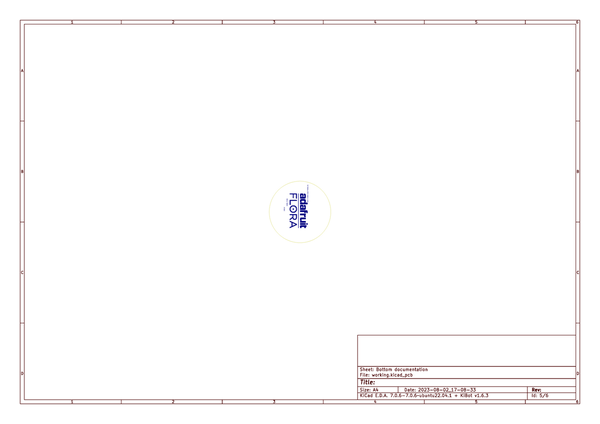 1 2 3 4 5 6
A A
B B
adafruit
FLORA
C C
D D
Sheet: Bottom documentation
File: working.kicad_pcb
Title:
Size: A4 Date: 2023-08-02_17-08-33 Rev:
KiCad E.D.A. 7.0.6-7.0.6~ubuntu22.04.1 + KiBot v1.6.3 Id: 5/6
1 2 3 4 5 6